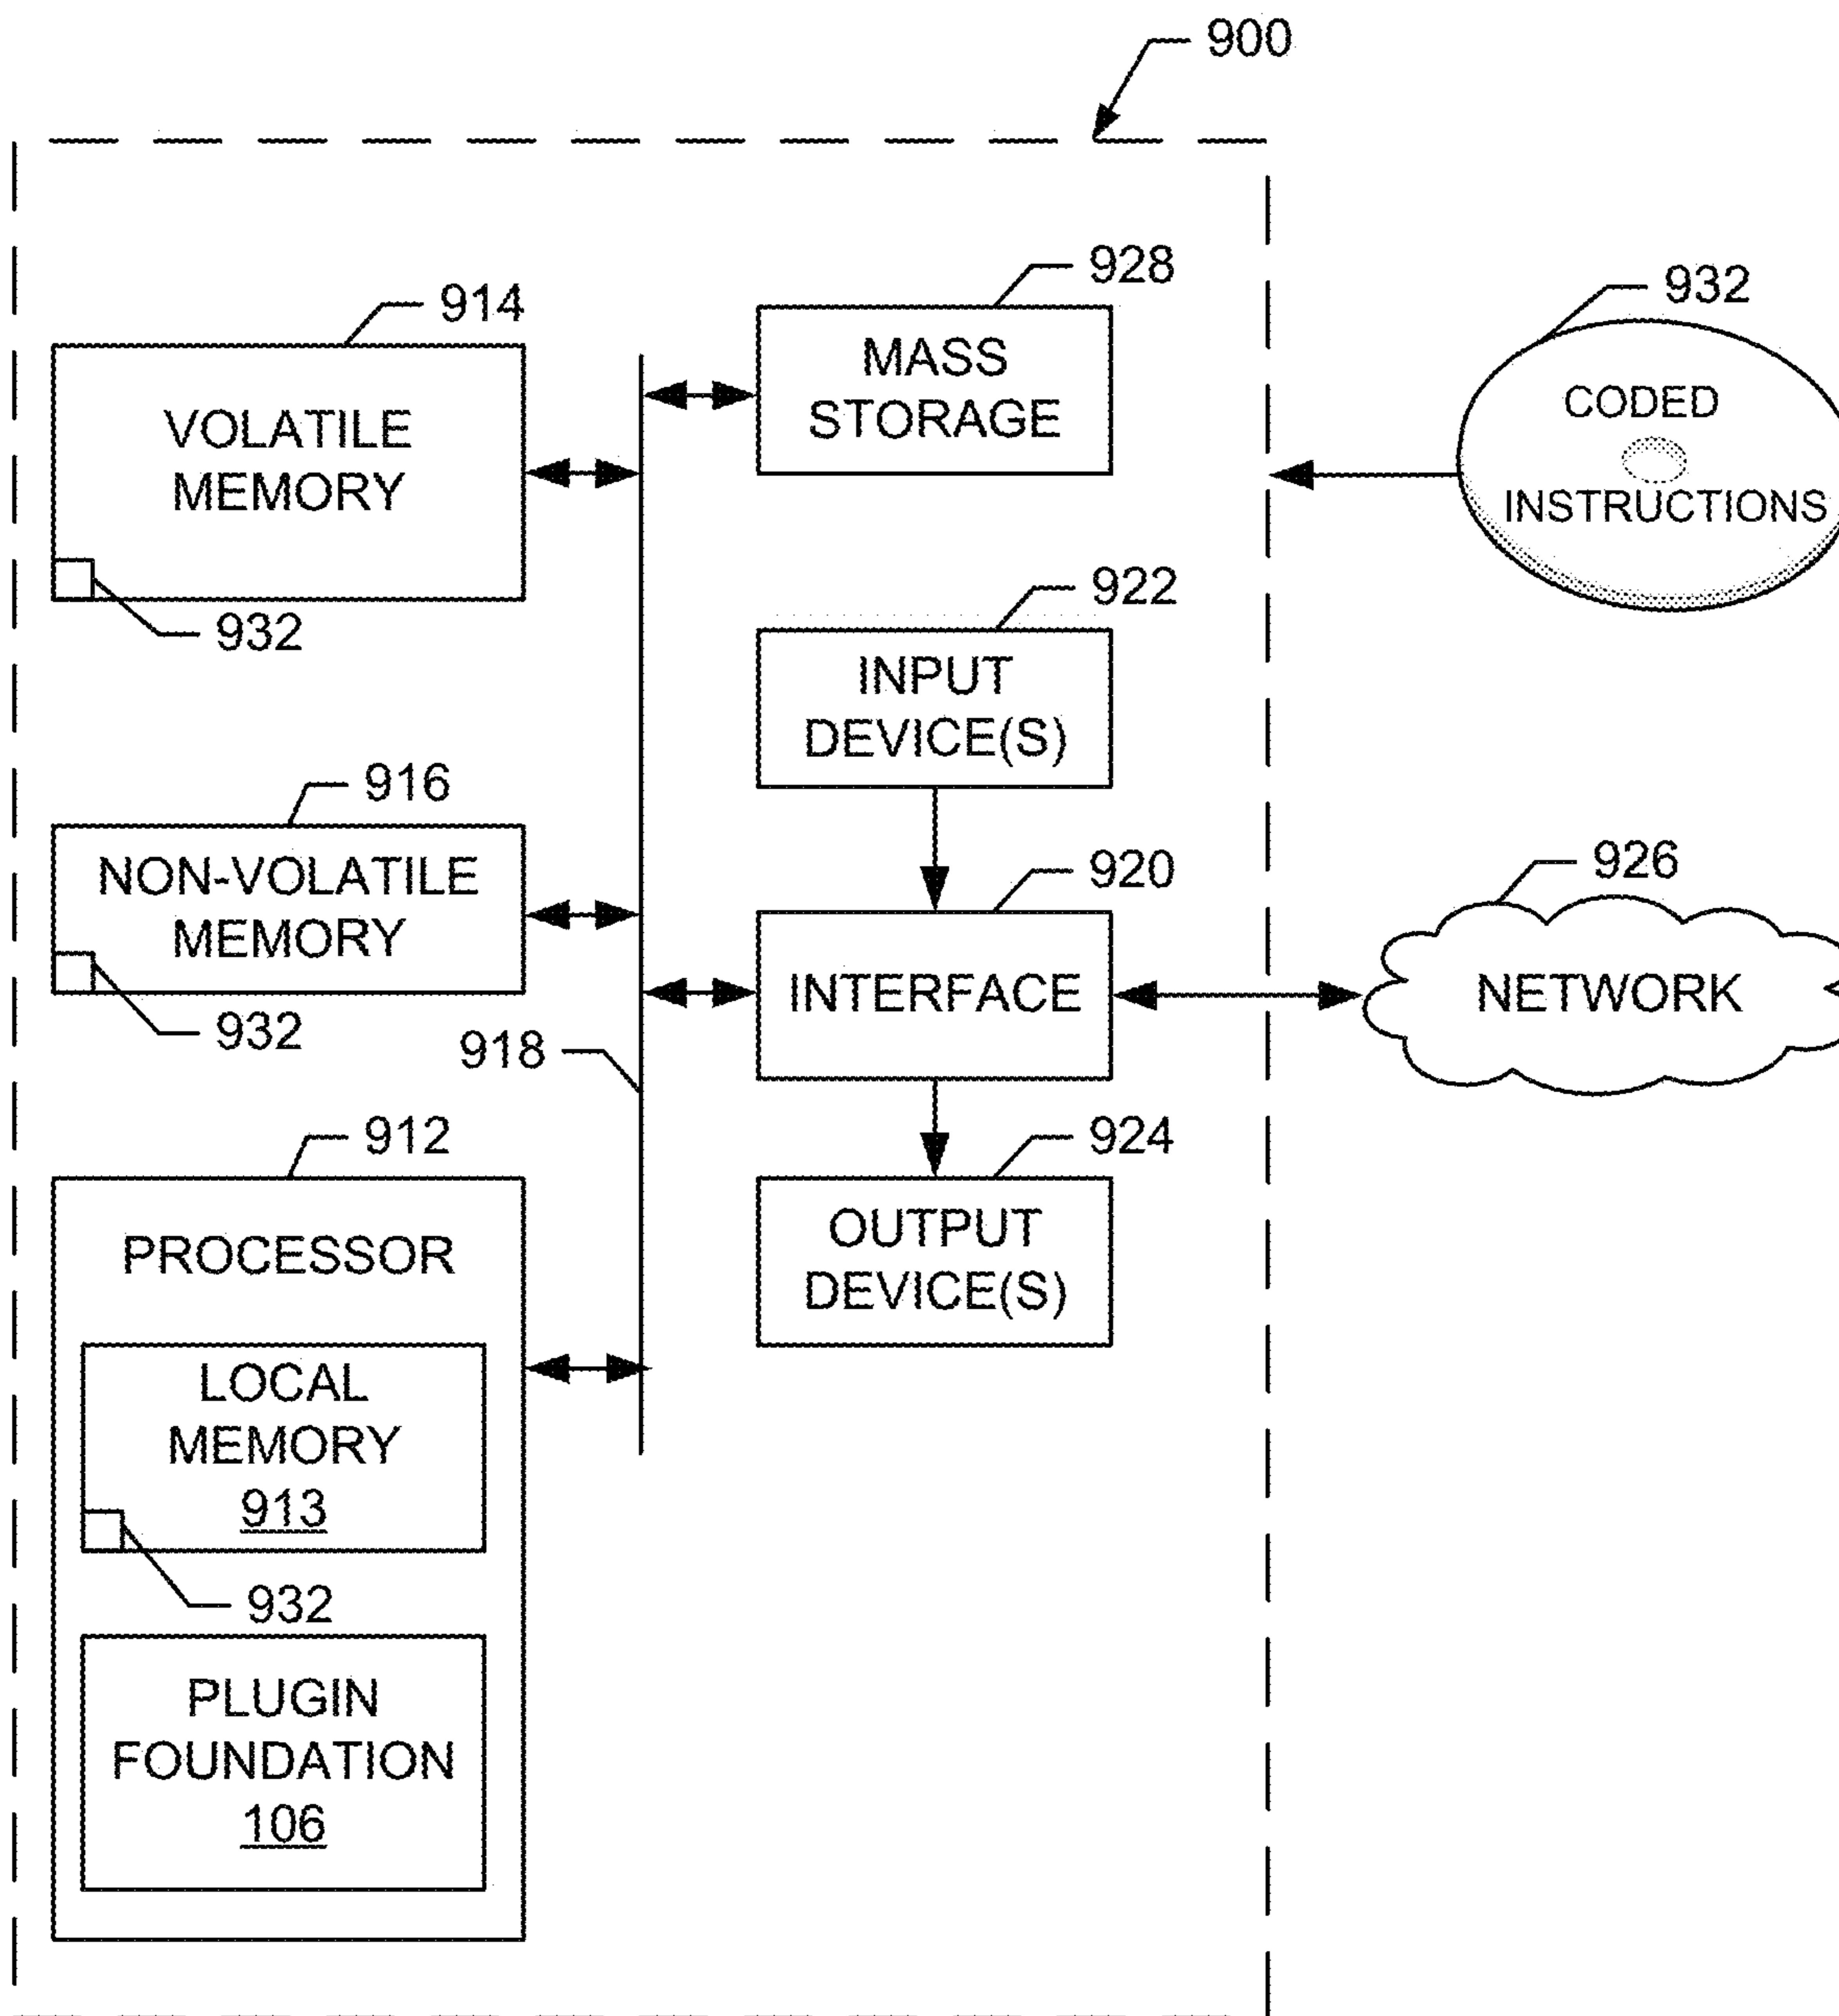 900
928
914
932
MASS
STORAGE
VOLATILE
MEMORY
CODED
INSTRUCTIONS
932
922
INPUT
DEVICE(S)
916
NON-VOLATILE
MEMORY
932
920
926
INTERFACE
NETWORK
918
912
924
PROCESSOR
OUTPUT
DEVICE(S)
LOCAL
MEMORY
913
932
PLUGIN
FOUNDATION
106